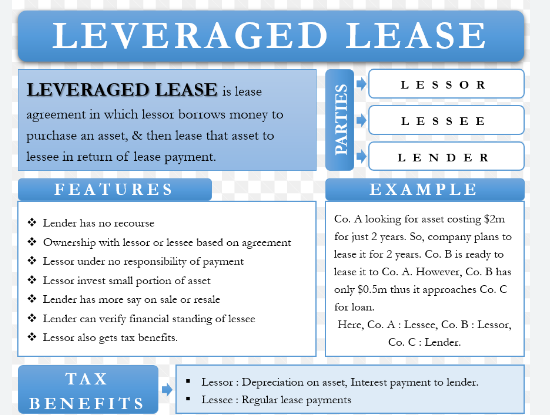 LEVERAGED LEASE
LEVERAGED LEASE is lease
agreement in which lessor borrows money to
purchase an asset, & then lease that asset to
lessee in return of lease payment.
PARTIES
LESSOR
LESSEE
LENDER
FEATURES
❖ Lender has no recourse
❖ Ownership with lessor or lessee based on agreement
❖ Lessor under no responsibility of payment
❖ Lessor invest small portion of asset
❖ Lender has more say on sale or resale
❖ Lender can verify financial standing of lessee
❖ Lessor also gets tax benefits.
EXAMPLE
Co. A looking for asset costing $2m
for just 2 years. So, company plans to
lease it for 2 years. Co. B is ready to
lease it to Co. A. However, Co. B has
only $0.5m thus it approaches Co. C
for loan.
Here, Co. A : Lessee, Co. B : Lessor,
Co. C : Lender.
TAX
BENEFITS
▪ Lessor : Depreciation on asset, Interest payment to lender.
▪ Lessee : Regular lease payments